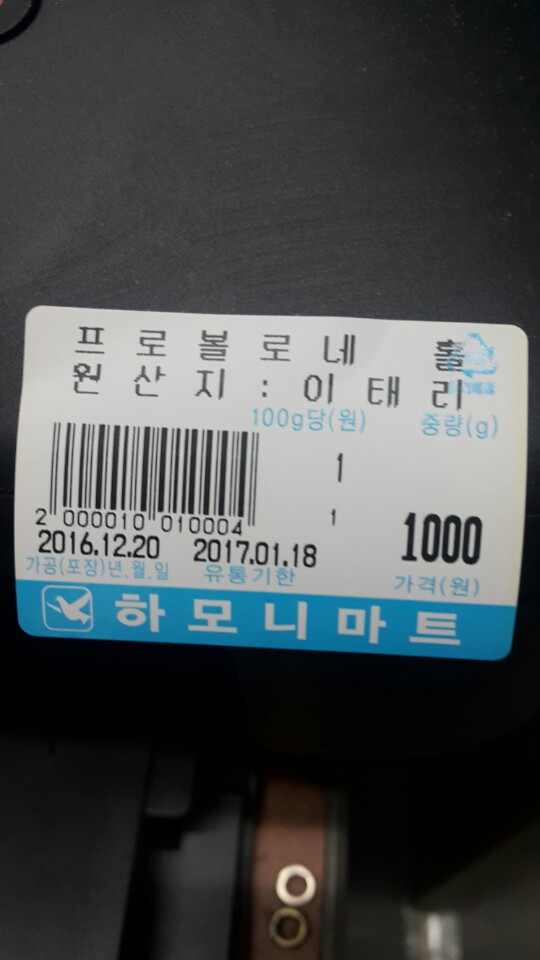 프로볼로네 홀
원산지:이태리
100g당(원) 중량(g)
1
2 000010 010004 1 1000
2016.12.20 2017.01.18
가공(포장)년,월,일 유통기한 가격(원)
하모니마트